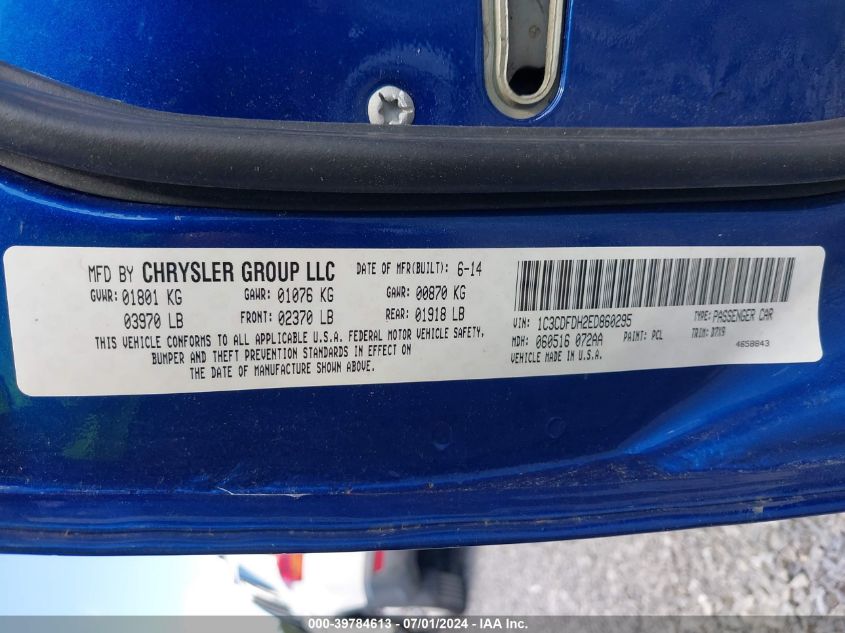 MFD BY CHRYSLER GROUP LLC DATE OF MFR(BUILT): 6-14
GVWR: 01801 KG GAWR: 01076 KG GAWR: 00870 KG
03970 LB FRONT: 02370 LB REAR: 01918 LB
THIS VEHICLE CONFORMS TO ALL APPLICABLE U.S.A. FEDERAL MOTOR VEHICLE SAFETY,
BUMPER AND THEFT PREVENTION STANDARDS IN EFFECT ON
THE DATE OF MANUFACTURE SHOWN ABOVE.
VIN: 1C3CDFDH2ED860295 TYPE: PASSENGER CAR
MDH: 060516 072AA PAINT: PCL TRIM: D7X9
VEHICLE MADE IN U.S.A. 4658843
000-39784613 - 07/01/2024 - IAA Inc.